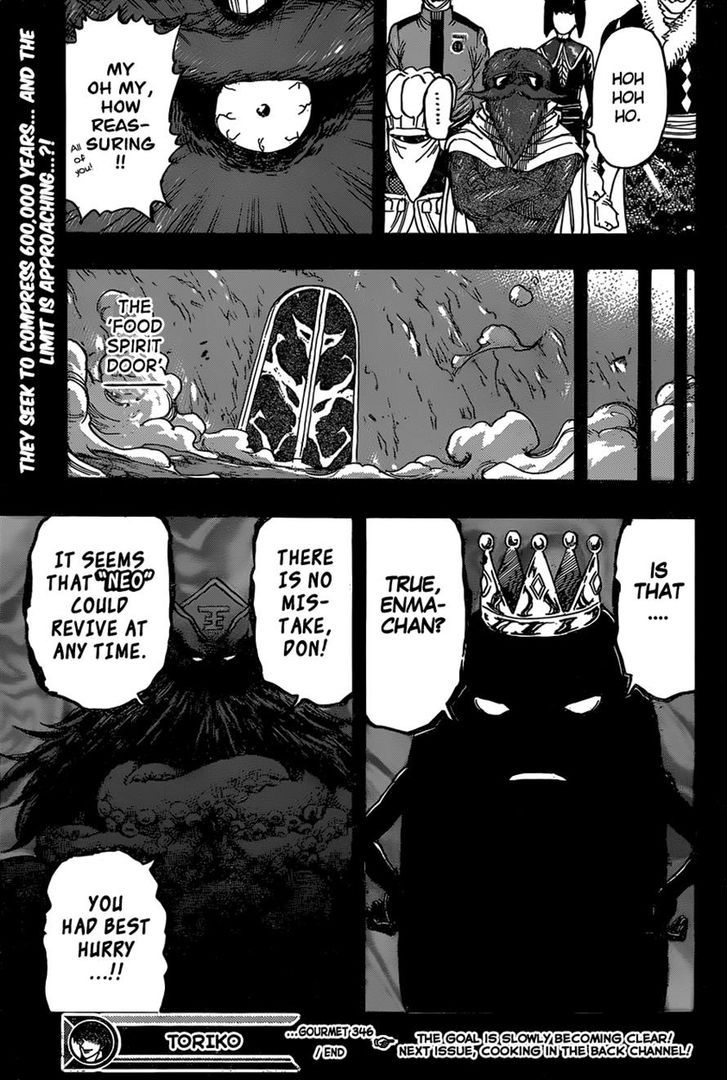 HOH
HOH
HO.
.......
MY
OH MY,
HOW
REAS-
SURING
!!
All
of
you!
THEY SEEK TO COMPRESS 600,000 YEARS... AND THE
LIMIT IS APPROACHING...?!
THE
'FOOD
SPIRIT
DOOR'
IS
THAT
....
TRUE,
ENMA-
CHAN?
THERE
IS NO
MIS-
TAKE,
DON!
IT SEEMS
THAT "NEO"
COULD
REVIVE AT
ANY TIME.
王
YOU
HAD BEST
HURRY
...!!
TORIKO
...GOURMET 346
/ END
THE GOAL IS SLOWLY BECOMING CLEAR!
NEXT ISSUE, COOKING IN THE BACK CHANNEL!